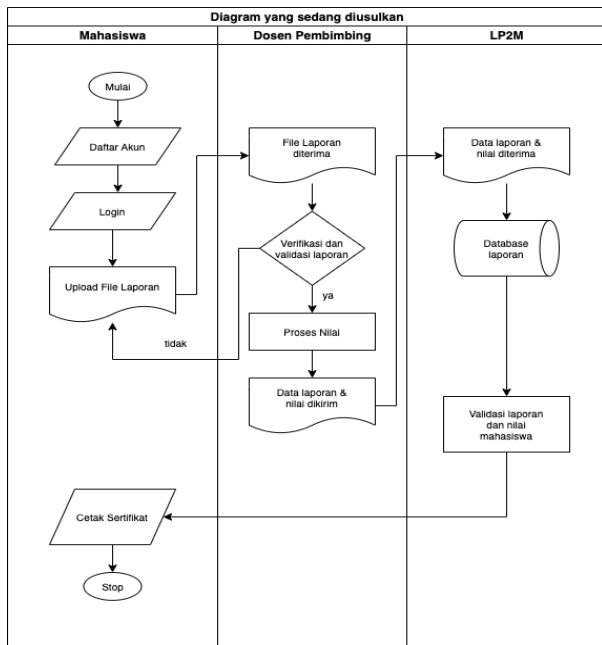 Diagram yang sedang diusulkan
Mahasiswa
Dosen Pembimbing
LP2M
Mulai
Daftar Akun
Login
Upload File Laporan
tidak
File Laporan
diterima
Verifikasi dan
validasi laporan
ya
Proses Nilai
Data laporan &
nilai dikirim
Data laporan &
nilai diterima
Database
laporan
Validasi laporan
dan nilai
mahasiswa
Cetak Sertifikat
Stop